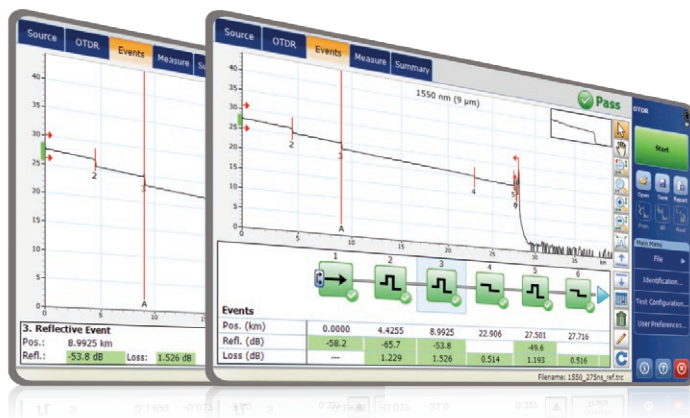 Source OTDR Events Measure
40
35
30
25
20
15
10
5
0
2
3
A
0 5 10
3. Reflective Event
Pos.: 8.9925 km
Refl.: -53.8 dB Loss: 1.526 dB
Source OTDR Events Measure Summary
1550 nm (9 µm)
Pass
40
35
30
25
20
15
10
5
0
2
3
4
5
6
A
0 5 10 15 20 25 30 35 km
1 2 3 4 5 6
Events
Pos. (km) 0.0000 4.4255 8.9925 22.906 27.501 27.716
Refl. (dB) -58.2 -65.7 -53.8 -49.6
Loss (dB) --- 1.229 1.526 0.514 1.193 0.516
Filename: 1550_275ns_ref.trc
OTDR
Start
Open Save Report
Main Menu
File
Identification...
Test Configuration...
User Preferences...